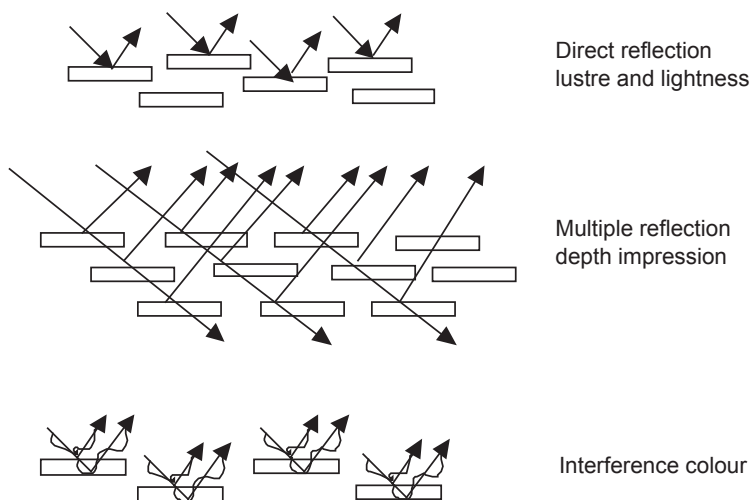 Direct reflection
lustre and lightness
Multiple reflection
depth impression
Interference colour